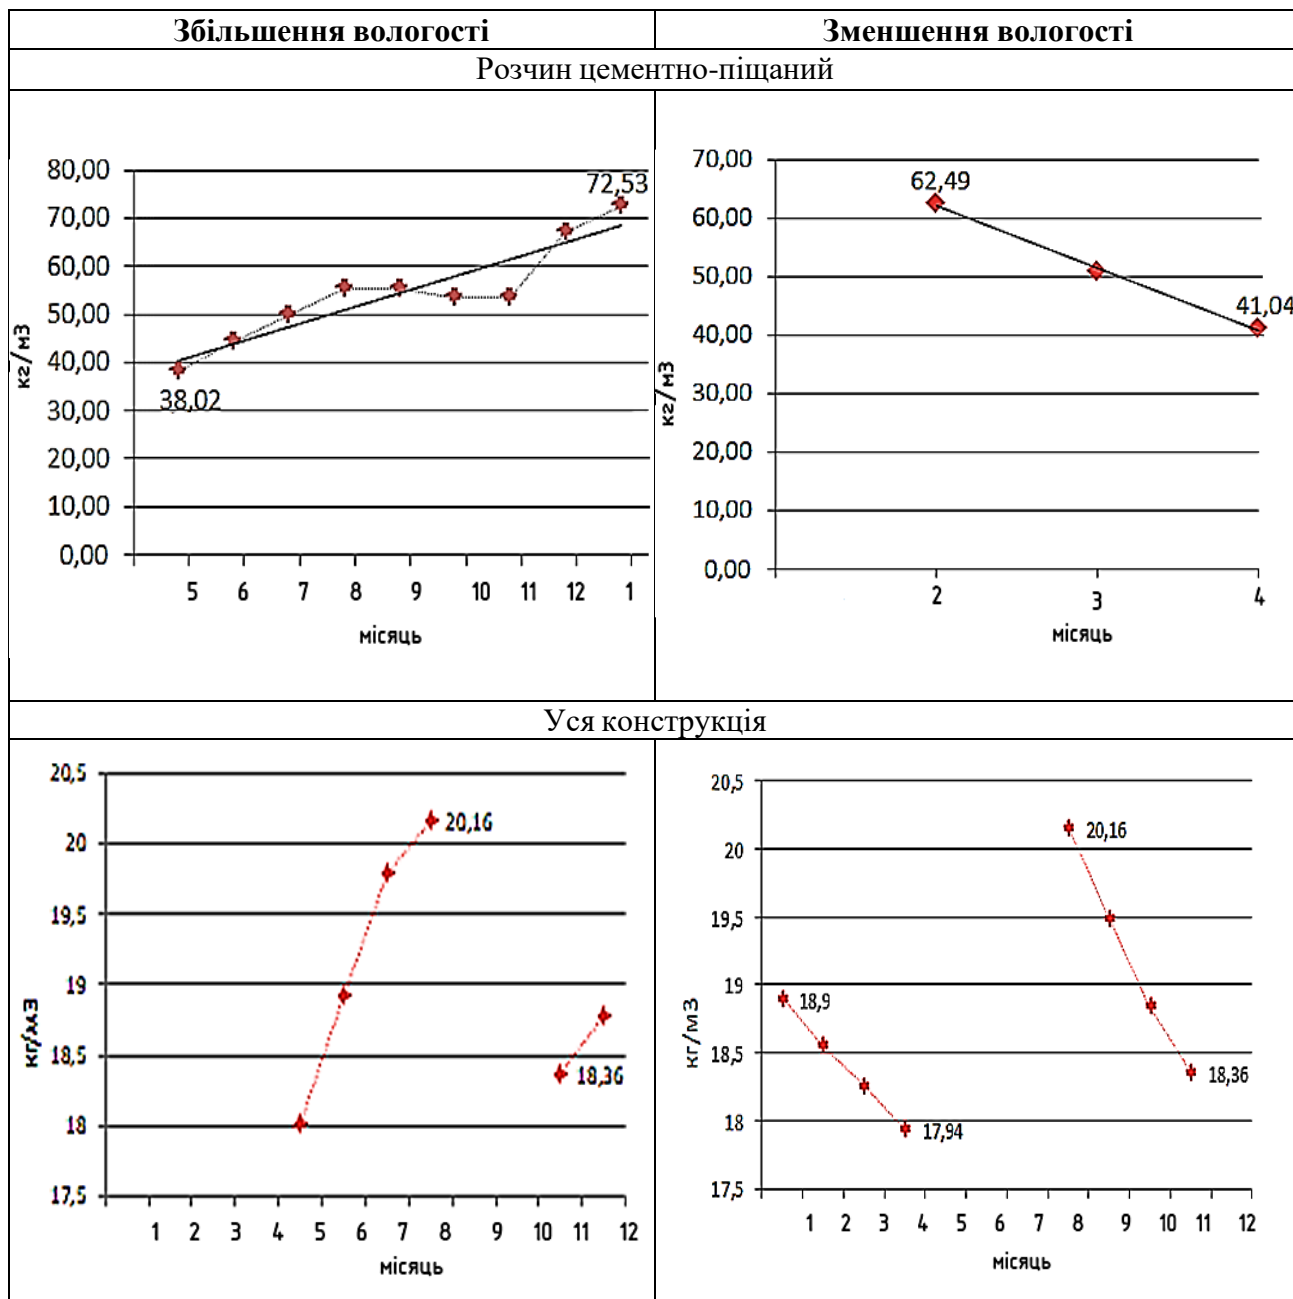 Збільшення вологості
Зменшення вологості
Розчин цементно-піщаний
80,00
70,00
60,00
50,00
40,00
30,00
20,00
10,00
0,00
кг/м3
72,53
38,02
5 6 7 8 9 10 10 12 1
місяць
70,00
60,00
50,00
40,00
30,00
20,00
10,00
0,00
кг/м3
62,49
41,04
2 3 4
місяць
Уся конструкція
20,5
20
19,5
19
18,5
18
17,5
кг/м3
20,16
18,36
1 2 3 4 5 6 7 8 9 10 11 12
місяць
20,5
20
19,5
19
18,5
18
17,5
кг/м3
18,9
17,94
20,16
18,36
1 2 3 4 5 6 7 8 9 10 11 12
місяць